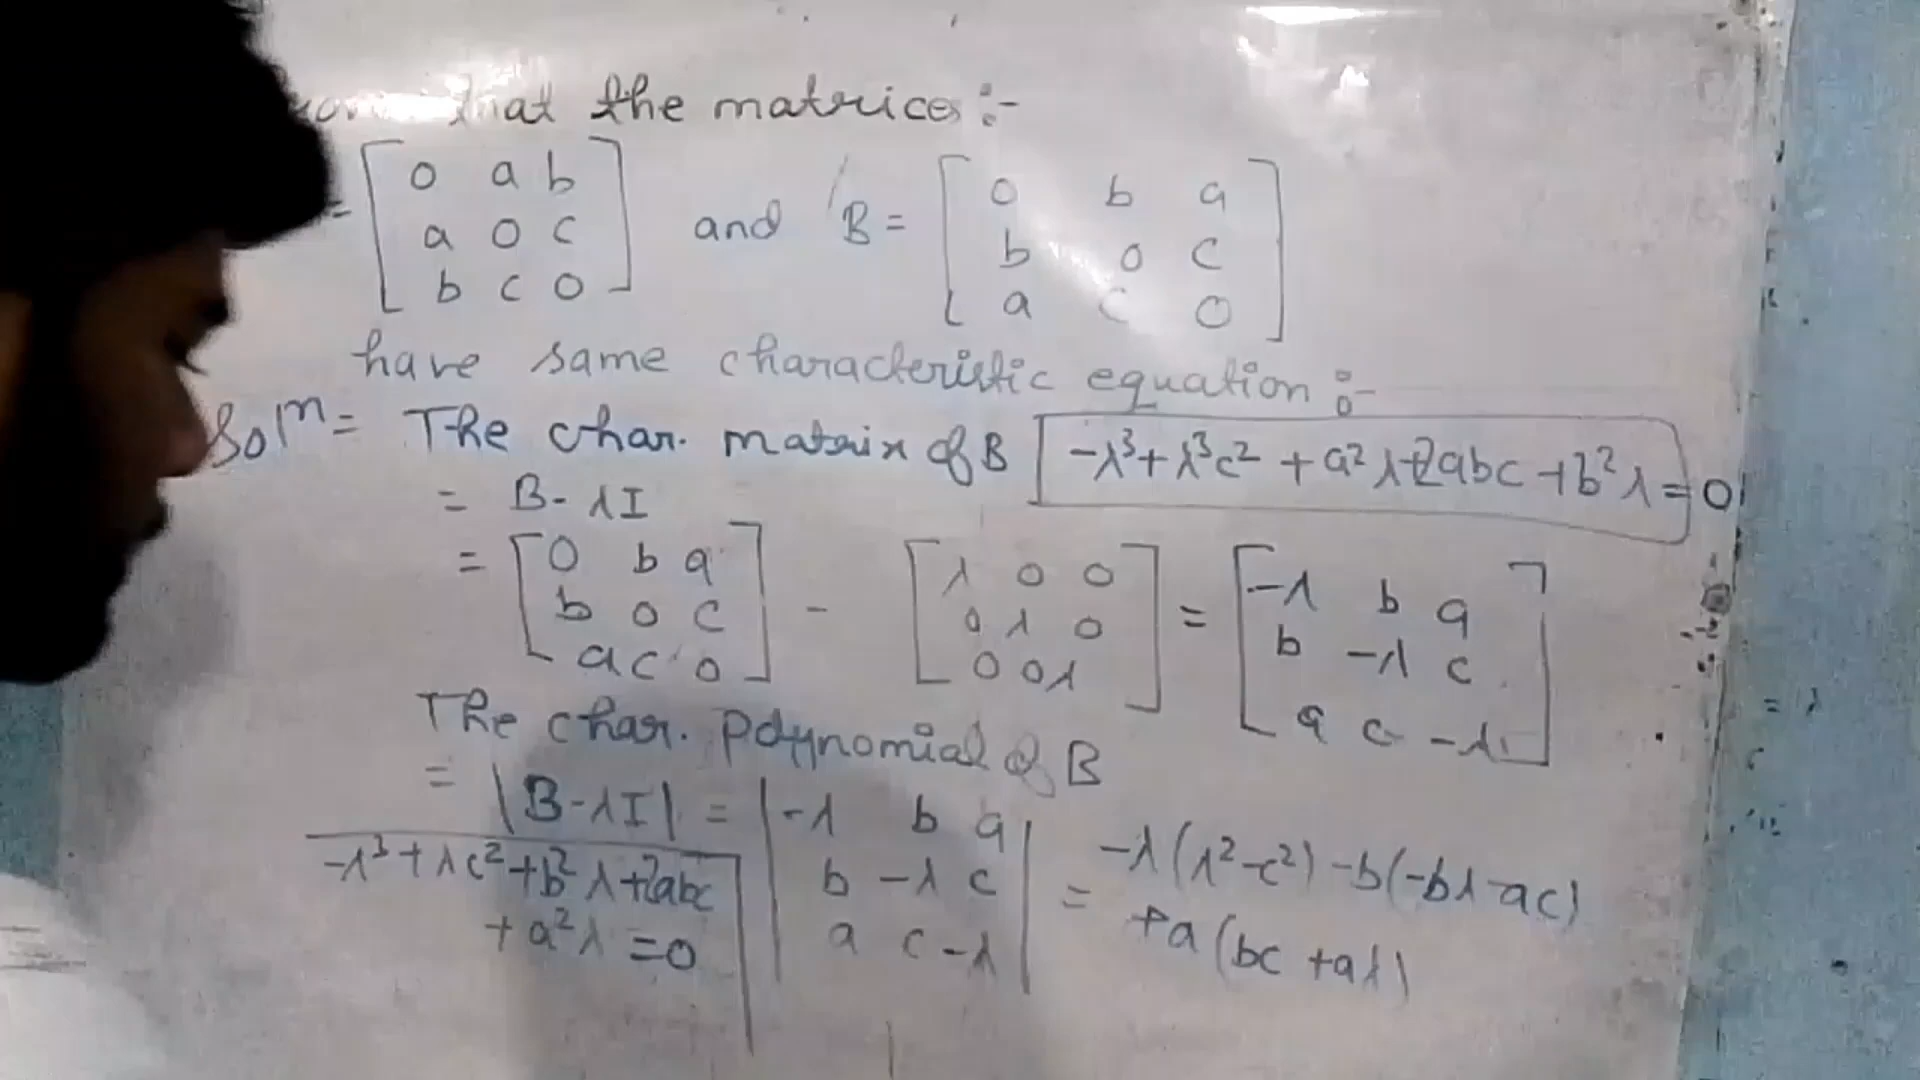 that the matrices :-
= [ 0 a b ] and B = [ 0 b a ]
[ a 0 c ] [ b 0 c ]
[ b c 0 ] [ a c 0 ]
have same characteristic equation :-
Solⁿ = The char. matrix of B -λ³+λ³c² + a²λ+2abc +b²λ=0
= B-λI
= [ 0 b a ] - [ λ 0 0 ] = [ -λ b a ]
[ b 0 c ] [ 0 λ 0 ] [ b -λ c ]
[ a c 0 ] [ 0 0 λ ] [ a c -λ ]
The char. Polynomial of B
= |B-λI| = | -λ b a | = -λ(λ²-c²) -b(-bλ-ac)
| b -λ c | +a(bc +aλ)
| a c -λ |
-λ³+λc²+b²λ+2abc
+a²λ =0